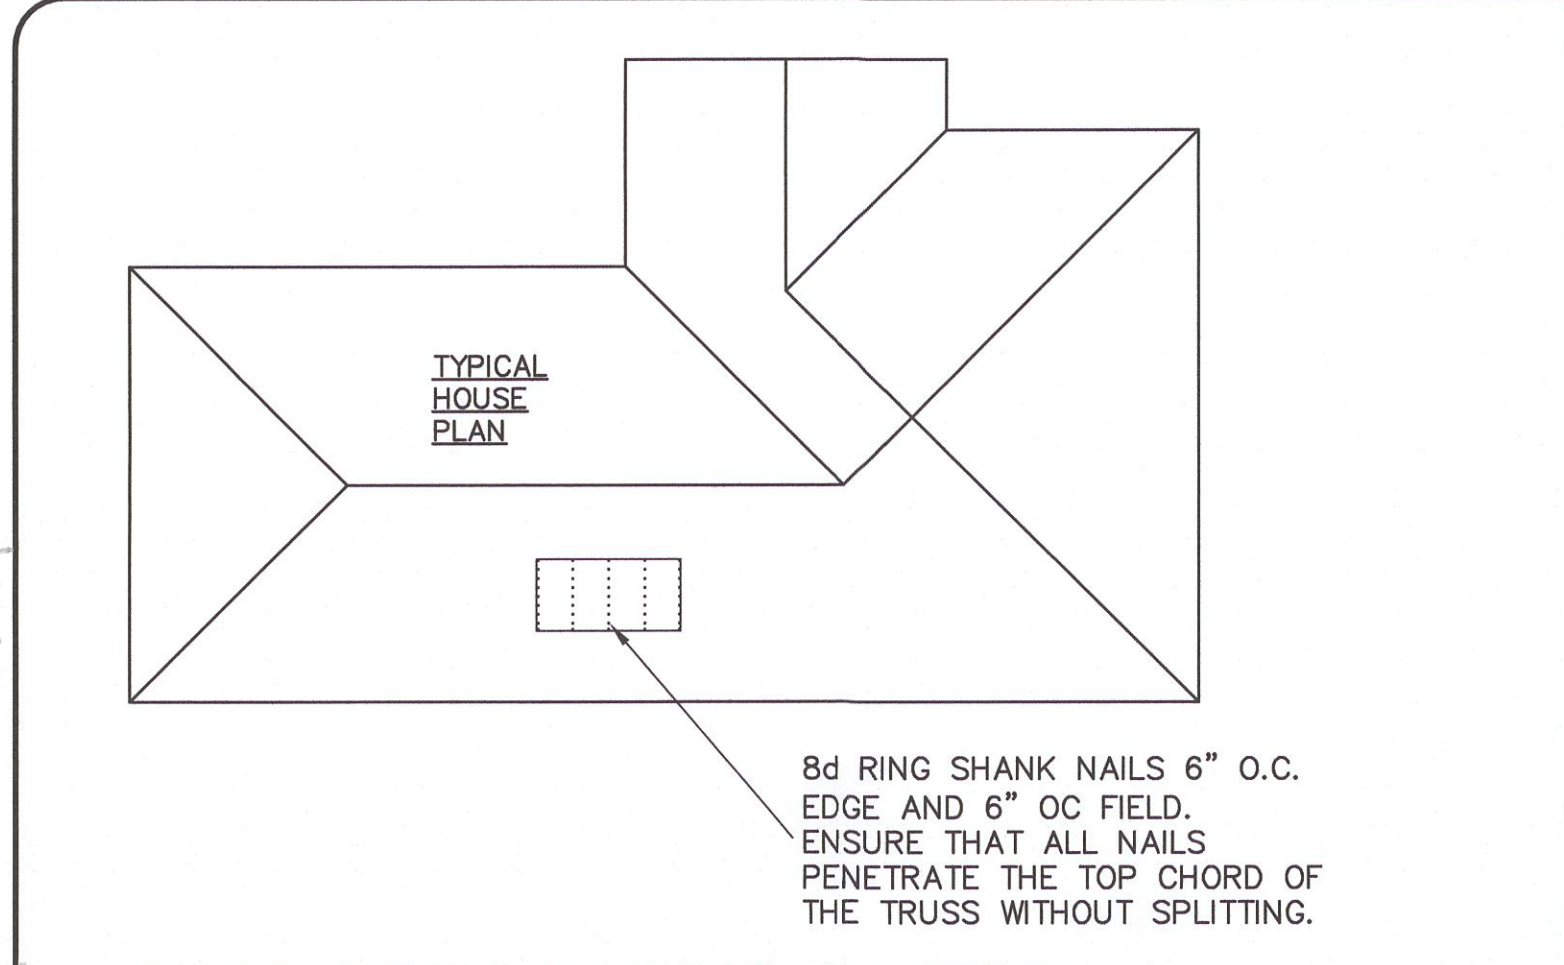 TYPICAL
HOUSE
PLAN
8d RING SHANK NAILS 6" O.C.
EDGE AND 6" OC FIELD.
ENSURE THAT ALL NAILS
PENETRATE THE TOP CHORD OF
THE TRUSS WITHOUT SPLITTING.